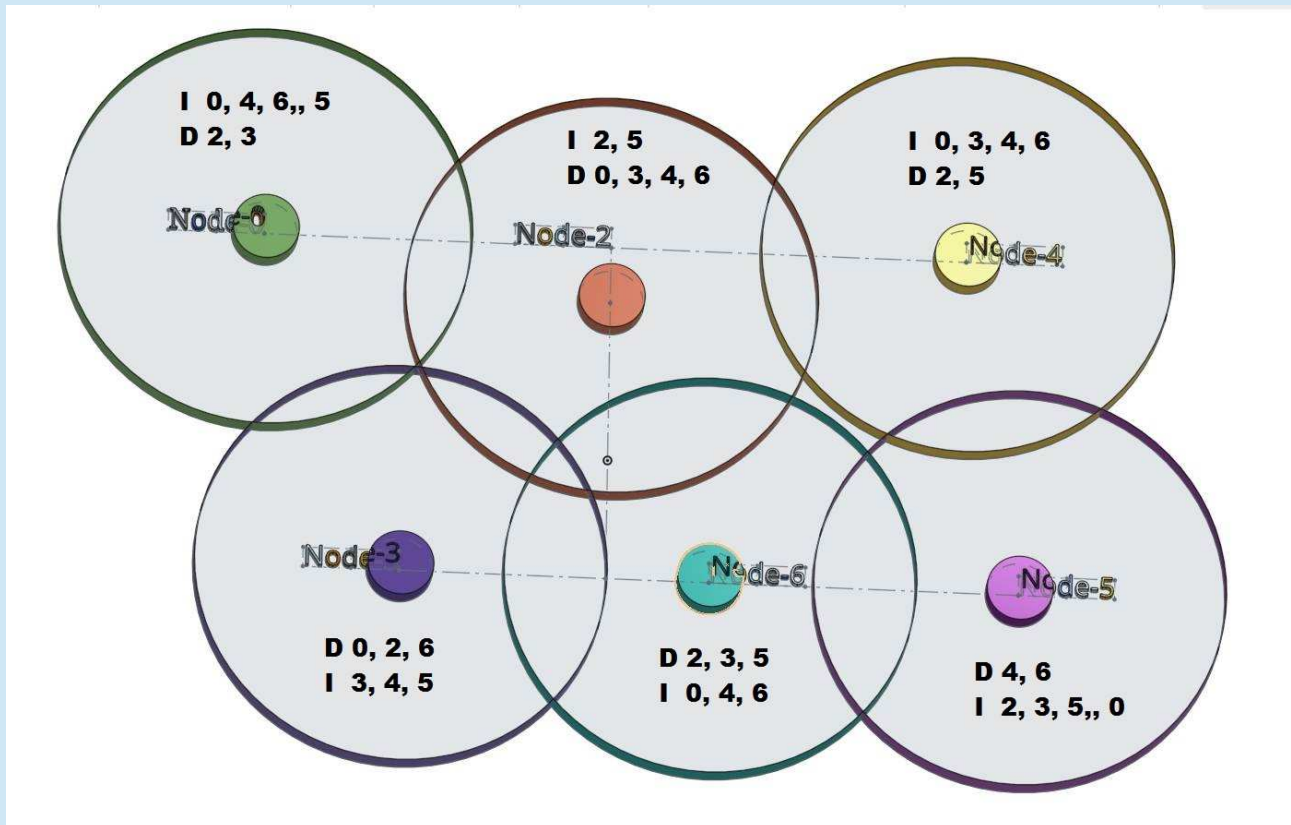 I 0, 4, 6,, 5
D 2, 3
Node-0
I 2, 5
D 0, 3, 4, 6
Node-2
I 0, 3, 4, 6
D 2, 5
Node-4
Node-3
D 0, 2, 6
I 3, 4, 5
Node-6
D 2, 3, 5
I 0, 4, 6
Node-5
D 4, 6
I 2, 3, 5,, 0